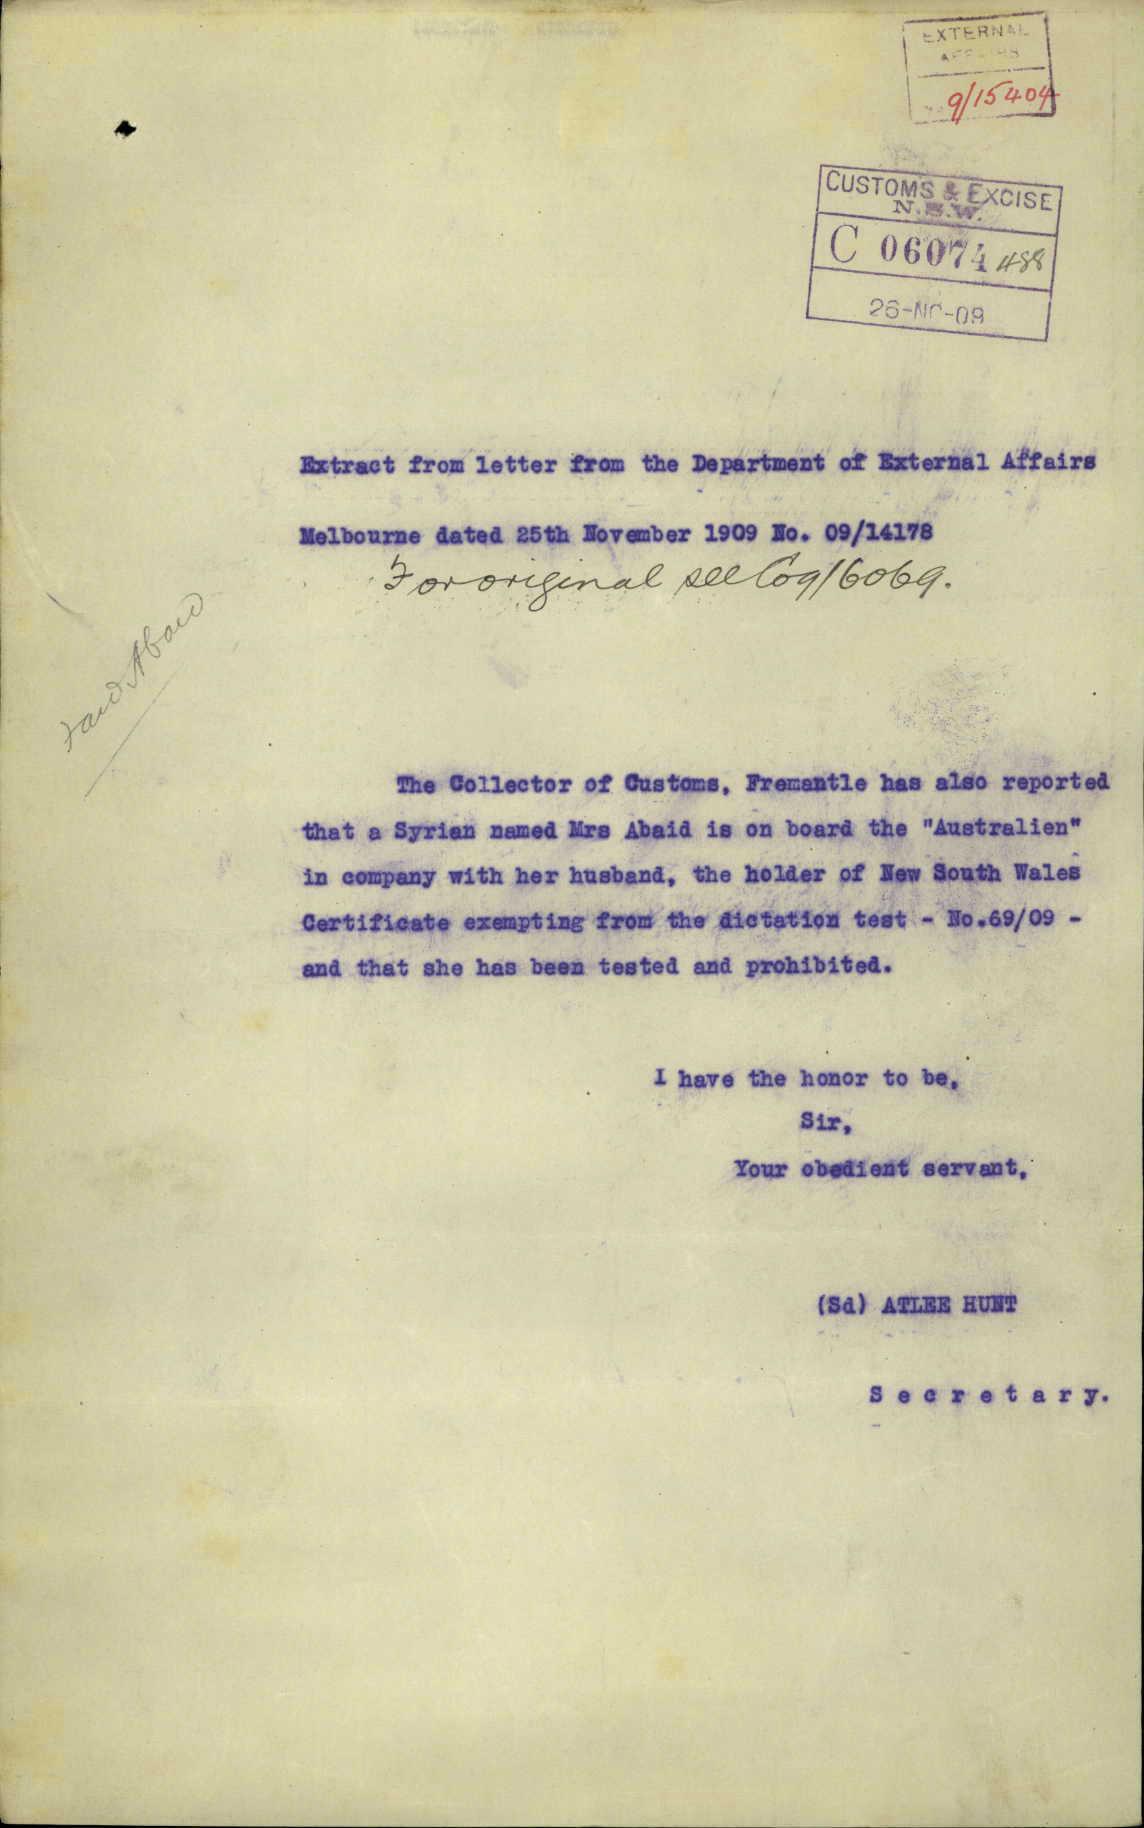 EXTERNAL
AFFAIRS
9/15404
CUSTOMS & EXCISE
N.S.W.
C 06074 488
26-NO-09
Extract from letter from the Department of External Affairs
Melbourne dated 25th November 1909 No. 09/14178
For original see C09/6069.
Abaid
The Collector of Customs, Fremantle has also reported
that a Syrian named Mrs Abaid is on board the "Australien"
in company with her husband, the holder of New South Wales
Certificate exempting from the dictation test - No.69/09 -
and that she has been tested and prohibited.
I have the honor to be,
Sir,
Your obedient servant,
(Sd) ATLEE HUNT
Secretary.